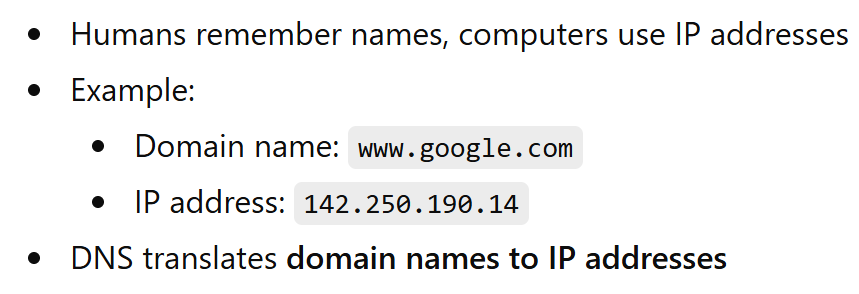 Humans remember names, computers use IP addresses
Example:
Domain name: www.google.com
IP address: 142.250.190.14
DNS translates domain names to IP addresses